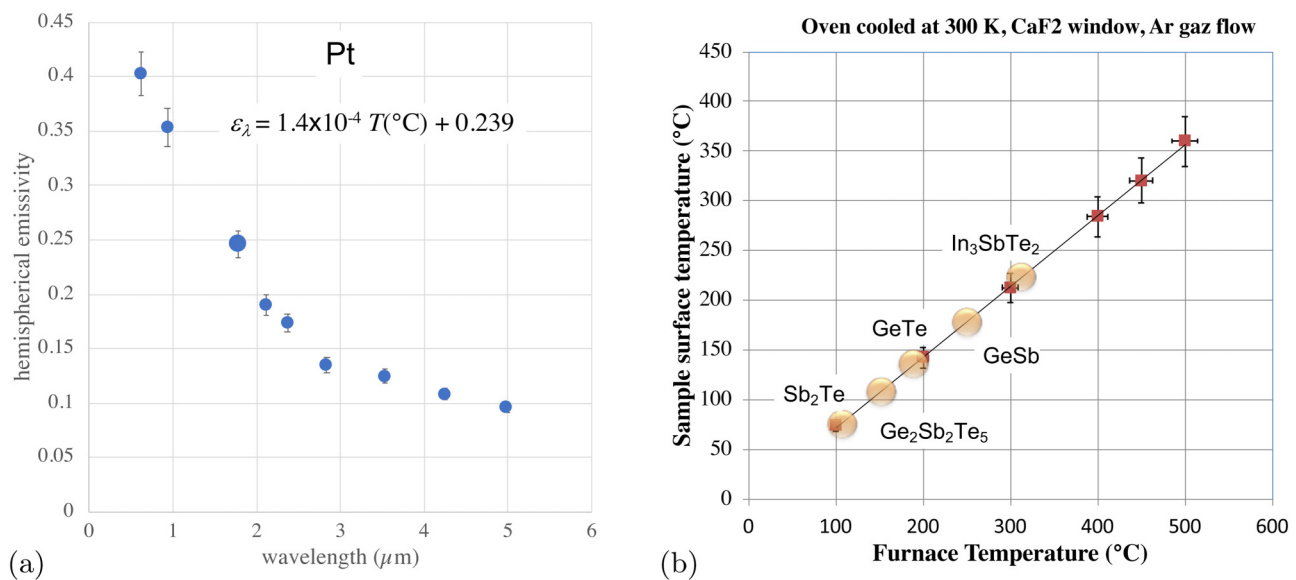 Pt
ε_λ = 1.4x10⁻⁴ T(°C) + 0.239
hemispherical emissivity
0.45
0.4
0.35
0.3
0.25
0.2
0.15
0.1
0.05
0
0 1 2 3 4 5 6
wavelength (µm)
(a)
Oven cooled at 300 K, CaF2 window, Ar gaz flow
Sample surface temperature (°C)
450
400
350
300
250
200
150
100
50
0
In₃SbTe₂
GeTe
GeSb
Sb₂Te
Ge₂Sb₂Te₅
0 100 200 300 400 500 600
Furnace Temperature (°C)
(b)